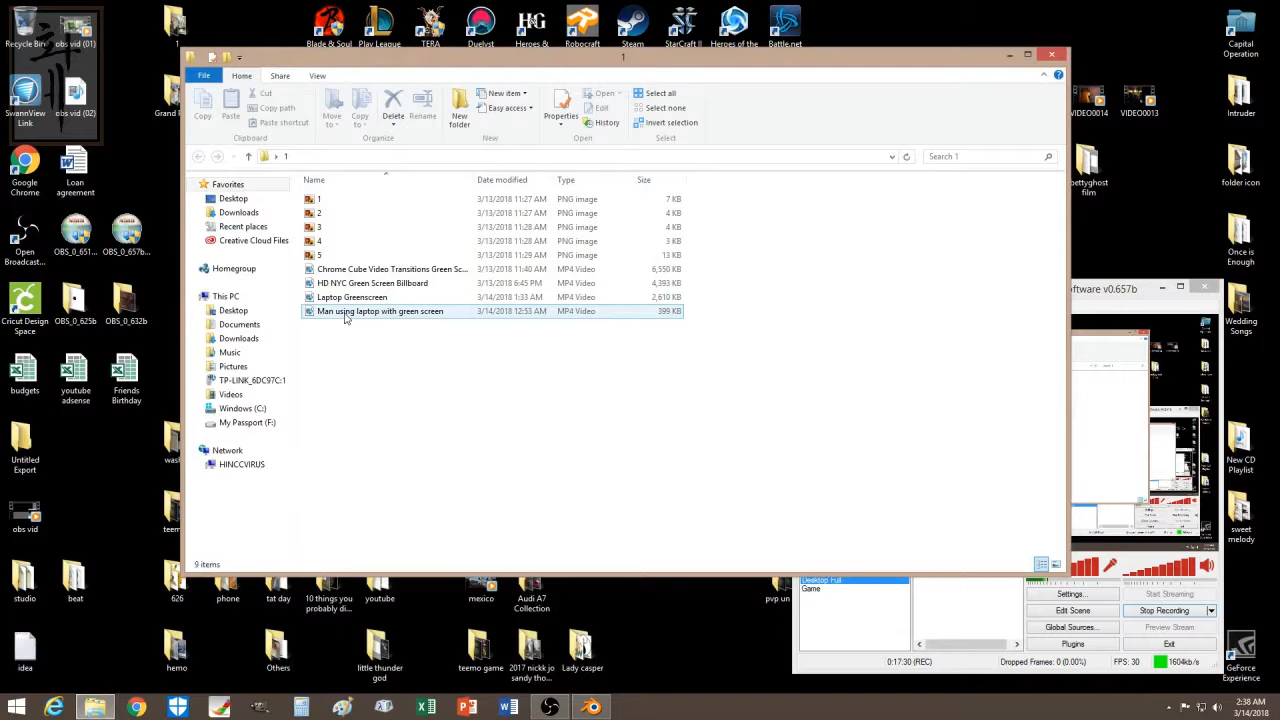 Recycle Bin
obs vid (01)
1
Blade & Soul
Play League
TERA
Duelyst
Heroes &
Robocraft
Steam
StarCraft II
Heroes of the
Battle.net
Capital
Operation
1
File
Home
Share
View
Cut
Copy path
Paste shortcut
Copy
Paste
Clipboard
Move
to
Copy
to
Delete
Rename
Organize
New
folder
New item
Easy access
New
Properties
Open
Edit
History
Open
Select all
Select none
Invert selection
Select
1
Search 1
Name
Date modified
Type
Size
1 3/13/2018 11:27 AM PNG image 7 KB
2 3/13/2018 11:27 AM PNG image 4 KB
3 3/13/2018 11:28 AM PNG image 4 KB
4 3/13/2018 11:28 AM PNG image 3 KB
5 3/13/2018 11:29 AM PNG image 13 KB
Chrome Cube Video Transitions Green Sc... 3/13/2018 11:40 AM MP4 Video 6,550 KB
HD NYC Green Screen Billboard 3/13/2018 6:45 PM MP4 Video 4,393 KB
Laptop Greenscreen 3/14/2018 1:33 AM MP4 Video 2,610 KB
Man using laptop with green screen 3/14/2018 12:53 AM MP4 Video 399 KB
Favorites
Desktop
Downloads
Recent places
Creative Cloud Files
Homegroup
This PC
Desktop
Documents
Downloads
Music
Pictures
TP-LINK_6DC97C:1
Videos
Windows (C:)
My Passport (F:)
Network
HINCCVIRUS
9 items
SwannView
Link
obs vid (02)
Grand
Google
Chrome
Loan
agreement
Open
Broadcast...
OBS_0_651...
OBS_0_657b...
Cricut Design
Space
OBS_0_625b
OBS_0_632b
budgets
youtube
adsense
Friends
Birthday
Untitled
Export
obs vid
studio
beat
626
phone
tat day
10 things you
probably di...
youtube
mexico
Audi A7
Collection
pvp un
idea
hemo
Others
little thunder
god
teemo game
2017 nickk jo
sandy tho...
Lady casper
VIDEO0014
VIDEO0013
Intruder
pettyghost
film
folder icon
Once is
Enough
Wedding
Songs
New CD
Playlist
sweet
melody
GeForce
Experience
oftware v0.657b
Desktop Full
Game
Settings...
Start Streaming
Edit Scene
Stop Recording
Global Sources...
Preview Stream
Plugins
Exit
0:17:30 (REC)
Dropped Frames: 0 (0.00%)
FPS: 30
1604kb/s
2:38 AM
3/14/2018